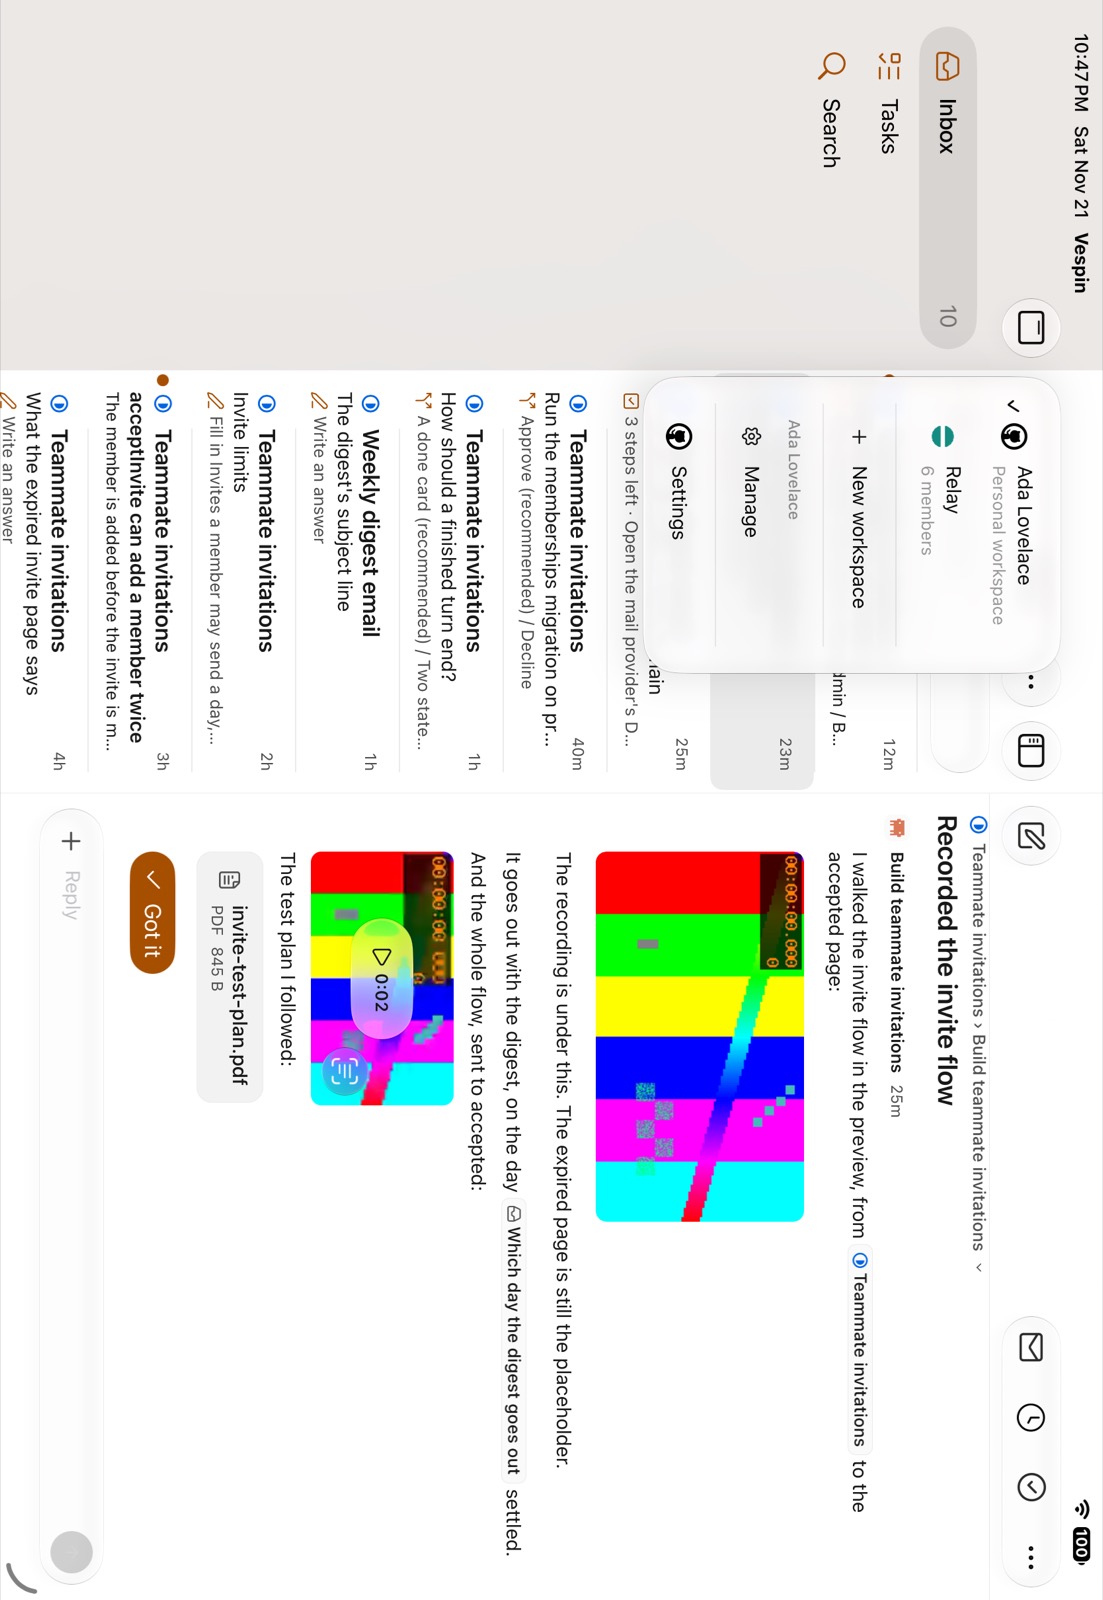 10:47 PM Sat Nov 21 Vespin
100
Inbox 10
Tasks
Search
Ada Lovelace
Personal workspace
Relay
6 members
New workspace
Ada Lovelace
Manage
Settings
12m
dmin / B...
23m
25m
3 steps left · Open the mail provider's D...
Teammate invitations 40m
Run the memberships migration on pr...
Approve (recommended) / Decline
Teammate invitations 1h
How should a finished turn end?
A done card (recommended) / Two state...
Weekly digest email 1h
The digest's subject line
Write an answer
Teammate invitations 2h
Invite limits
Fill in Invites a member may send a day,...
Teammate invitations 3h
acceptInvite can add a member twice
The member is added before the invite is m...
Teammate invitations 4h
What the expired invite page says
Write an answer
Teammate invitations › Build teammate invitations
Recorded the invite flow
Build teammate invitations 25m
I walked the invite flow in the preview, from Teammate invitations to the
accepted page:
00:00:00.000
0
The recording is under this. The expired page is still the placeholder.
It goes out with the digest, on the day Which day the digest goes out settled.
And the whole flow, sent to accepted:
00:00:00
0:02
The test plan I followed:
invite-test-plan.pdf
PDF 845 B
Got it
Reply